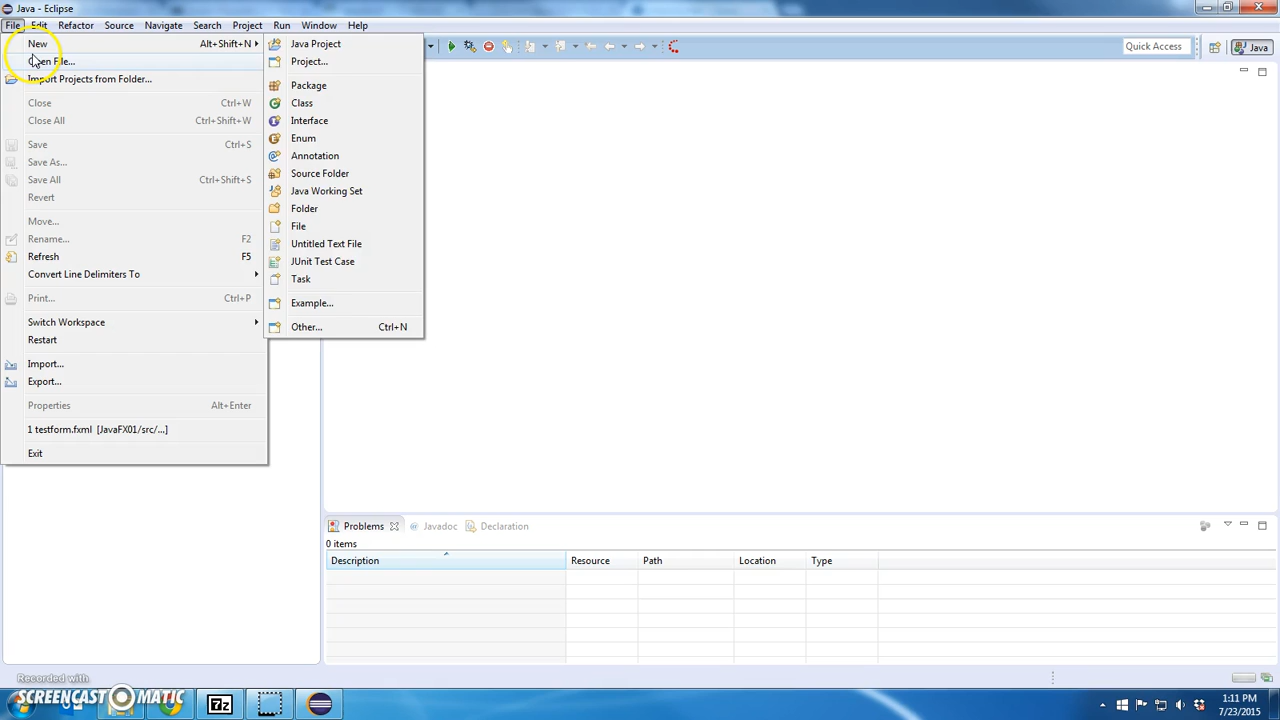 Java - Eclipse
File Edit Refactor Source Navigate Search Project Run Window Help
New Alt+Shift+N
Open File...
Import Projects from Folder...
Close Ctrl+W
Close All Ctrl+Shift+W
Save Ctrl+S
Save As...
Save All Ctrl+Shift+S
Revert
Move...
Rename... F2
Refresh F5
Convert Line Delimiters To
Print... Ctrl+P
Switch Workspace
Restart
Import...
Export...
Properties Alt+Enter
1 testform.fxml [JavaFX01/src/...]
Exit
Java Project
Project...
Package
Class
Interface
Enum
Annotation
Source Folder
Java Working Set
Folder
File
Untitled Text File
JUnit Test Case
Task
Example...
Other... Ctrl+N
Quick Access
Java
Problems Javadoc Declaration
0 items
Description Resource Path Location Type
Recorded with
SCREENCAST MATIC
7z
1:11 PM
7/23/2015